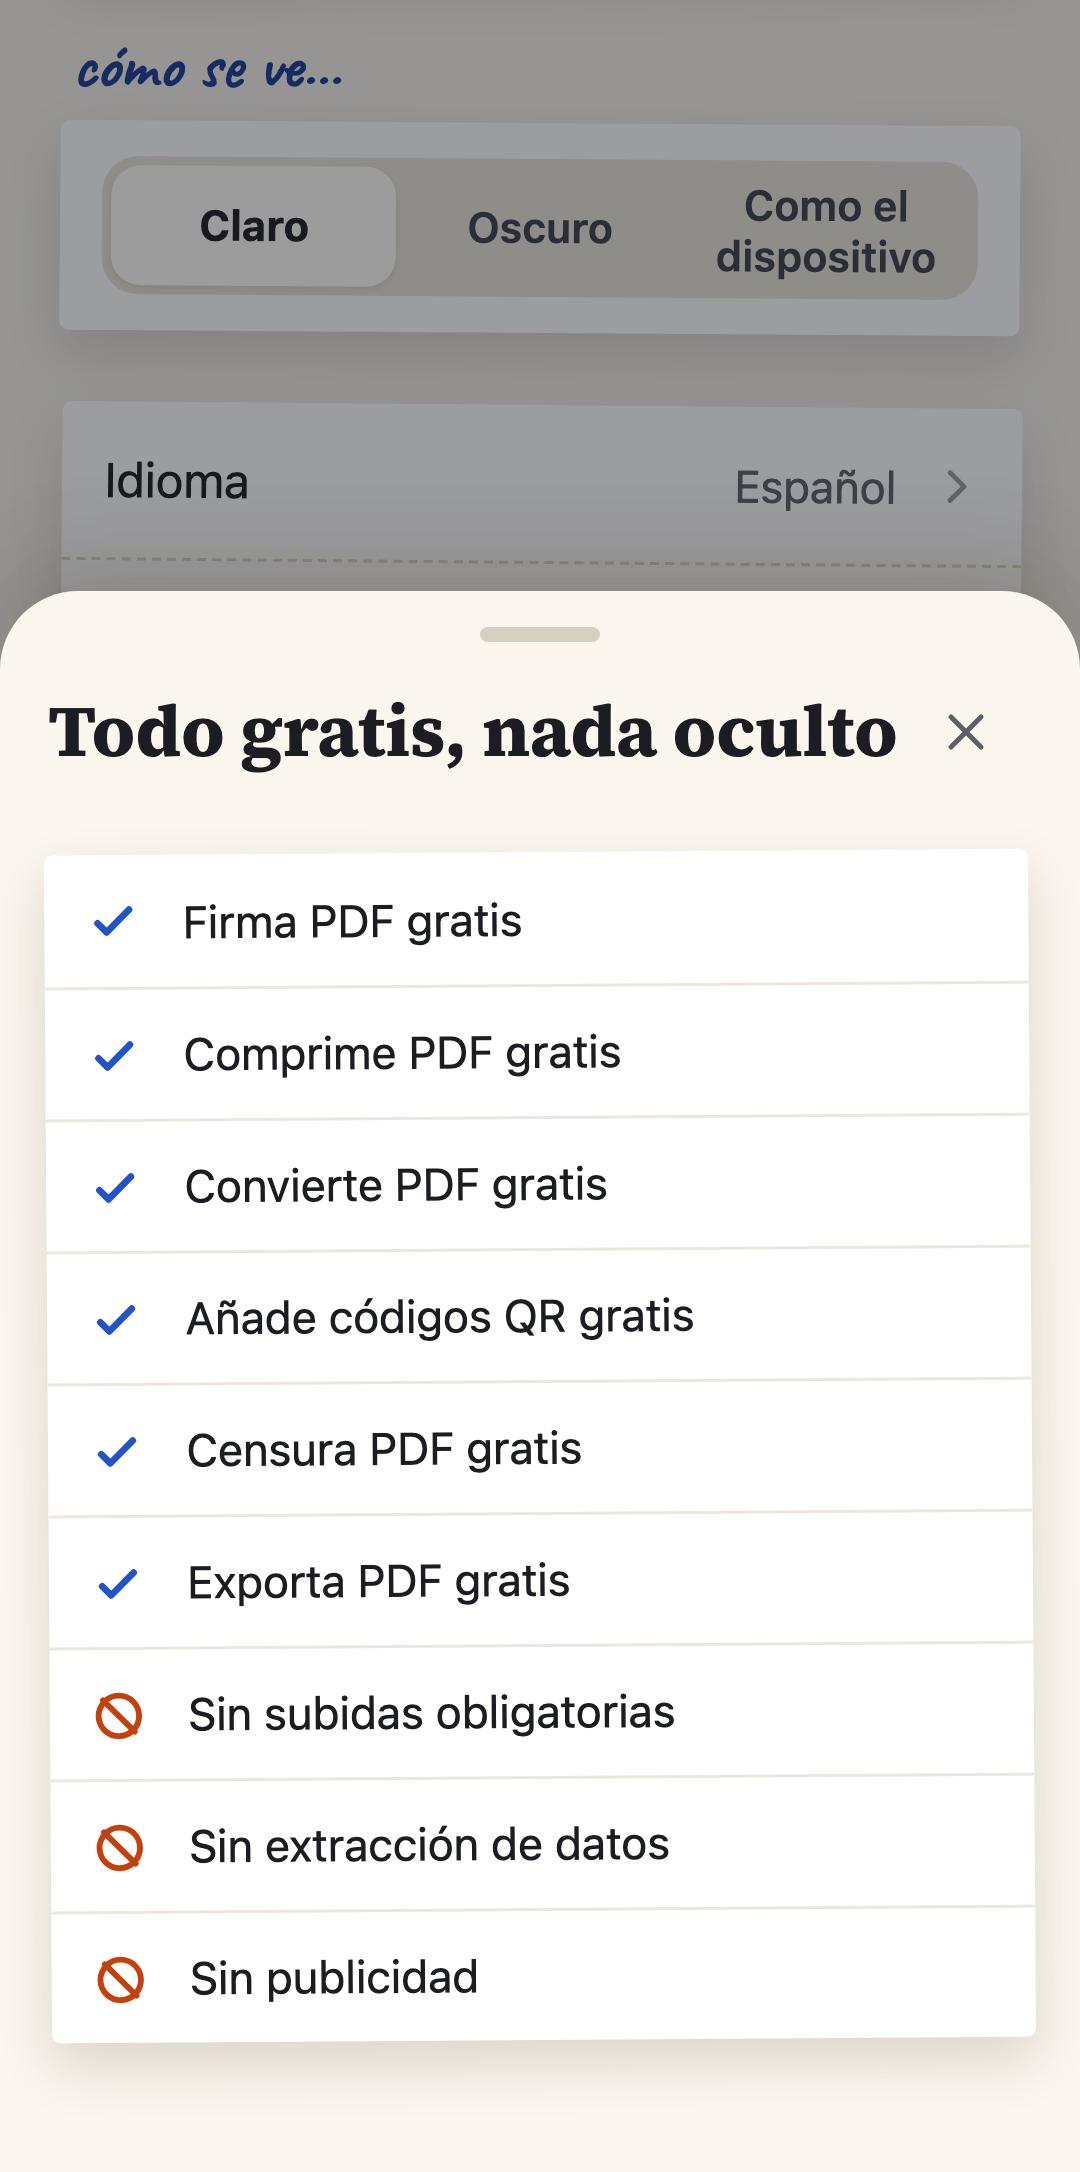 cómo se ve...
Claro
Oscuro
Como el
dispositivo
Idioma
Español
Todo gratis, nada oculto
Firma PDF gratis
Comprime PDF gratis
Convierte PDF gratis
Añade códigos QR gratis
Censura PDF gratis
Exporta PDF gratis
Sin subidas obligatorias
Sin extracción de datos
Sin publicidad